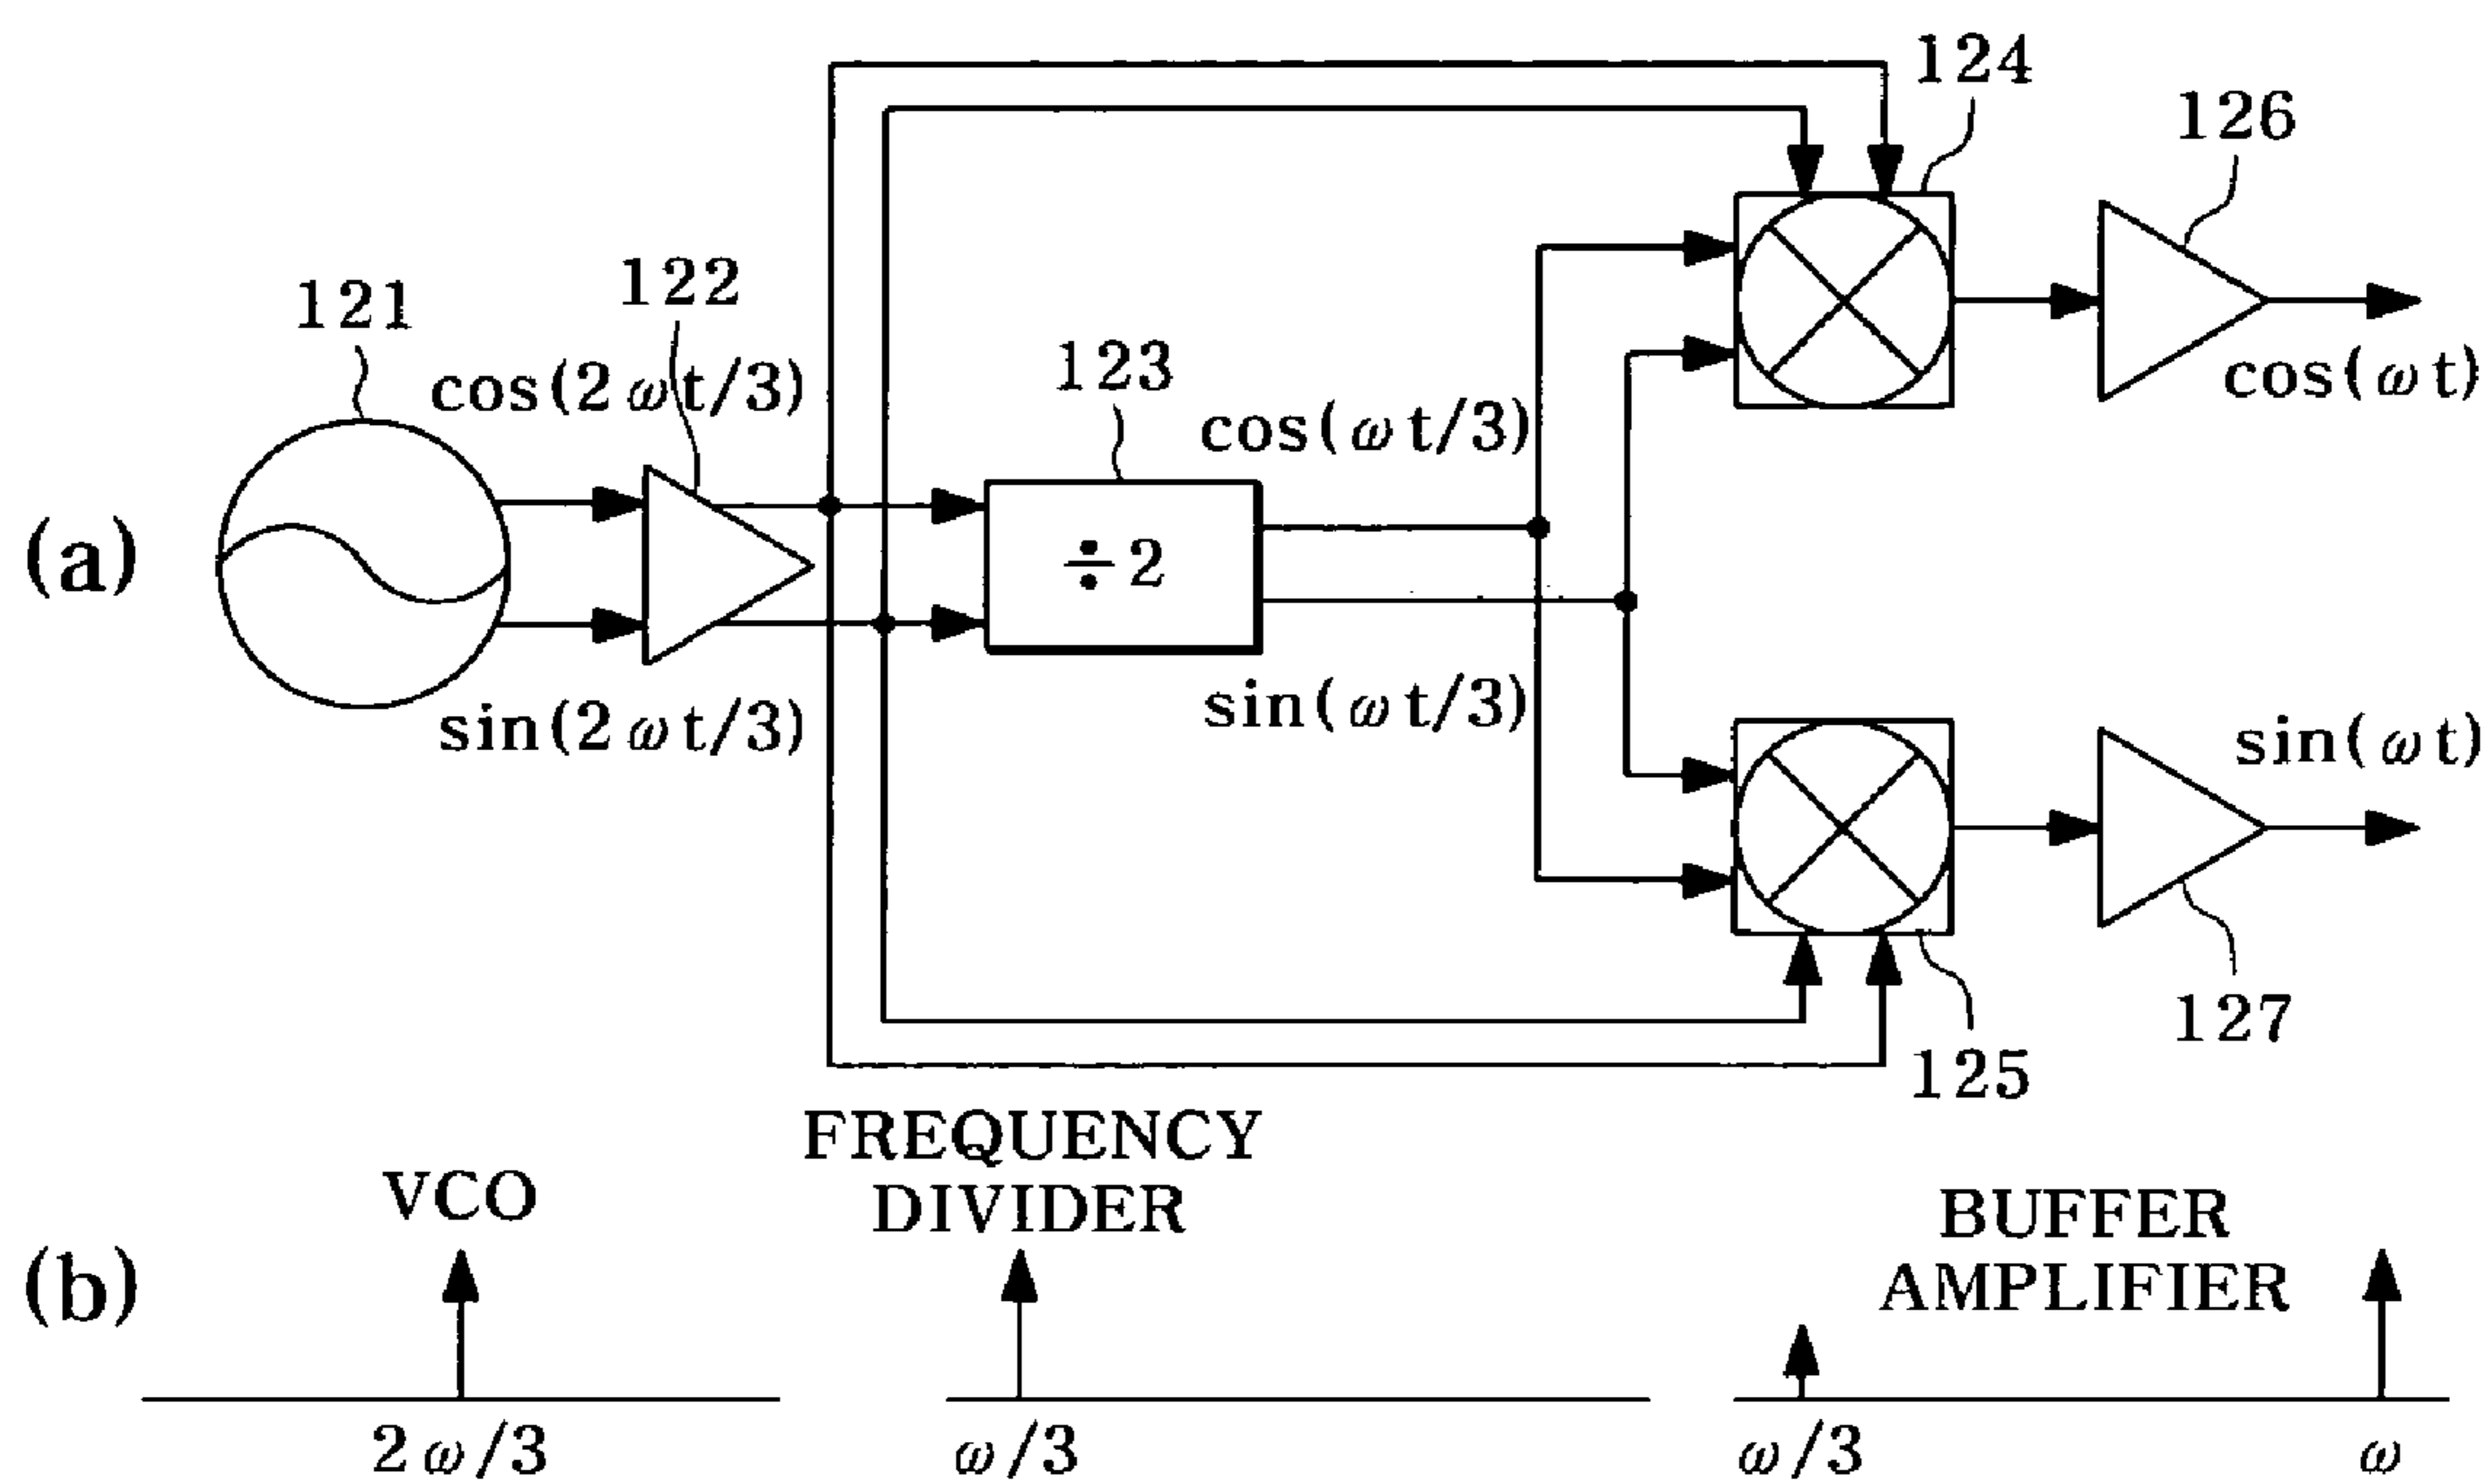 124
126
122
121
123
cos(2ωt/3)
cos(ωt)
cos(ωt/3)
(a)
÷2
sin(2ωt/3)
sin(ωt/3)
sin(ωt)
127
125
FREQUENCY
DIVIDER
VCO
BUFFER
AMPLIFIER
(b)
2ω/3
ω/3
ω/3
ω